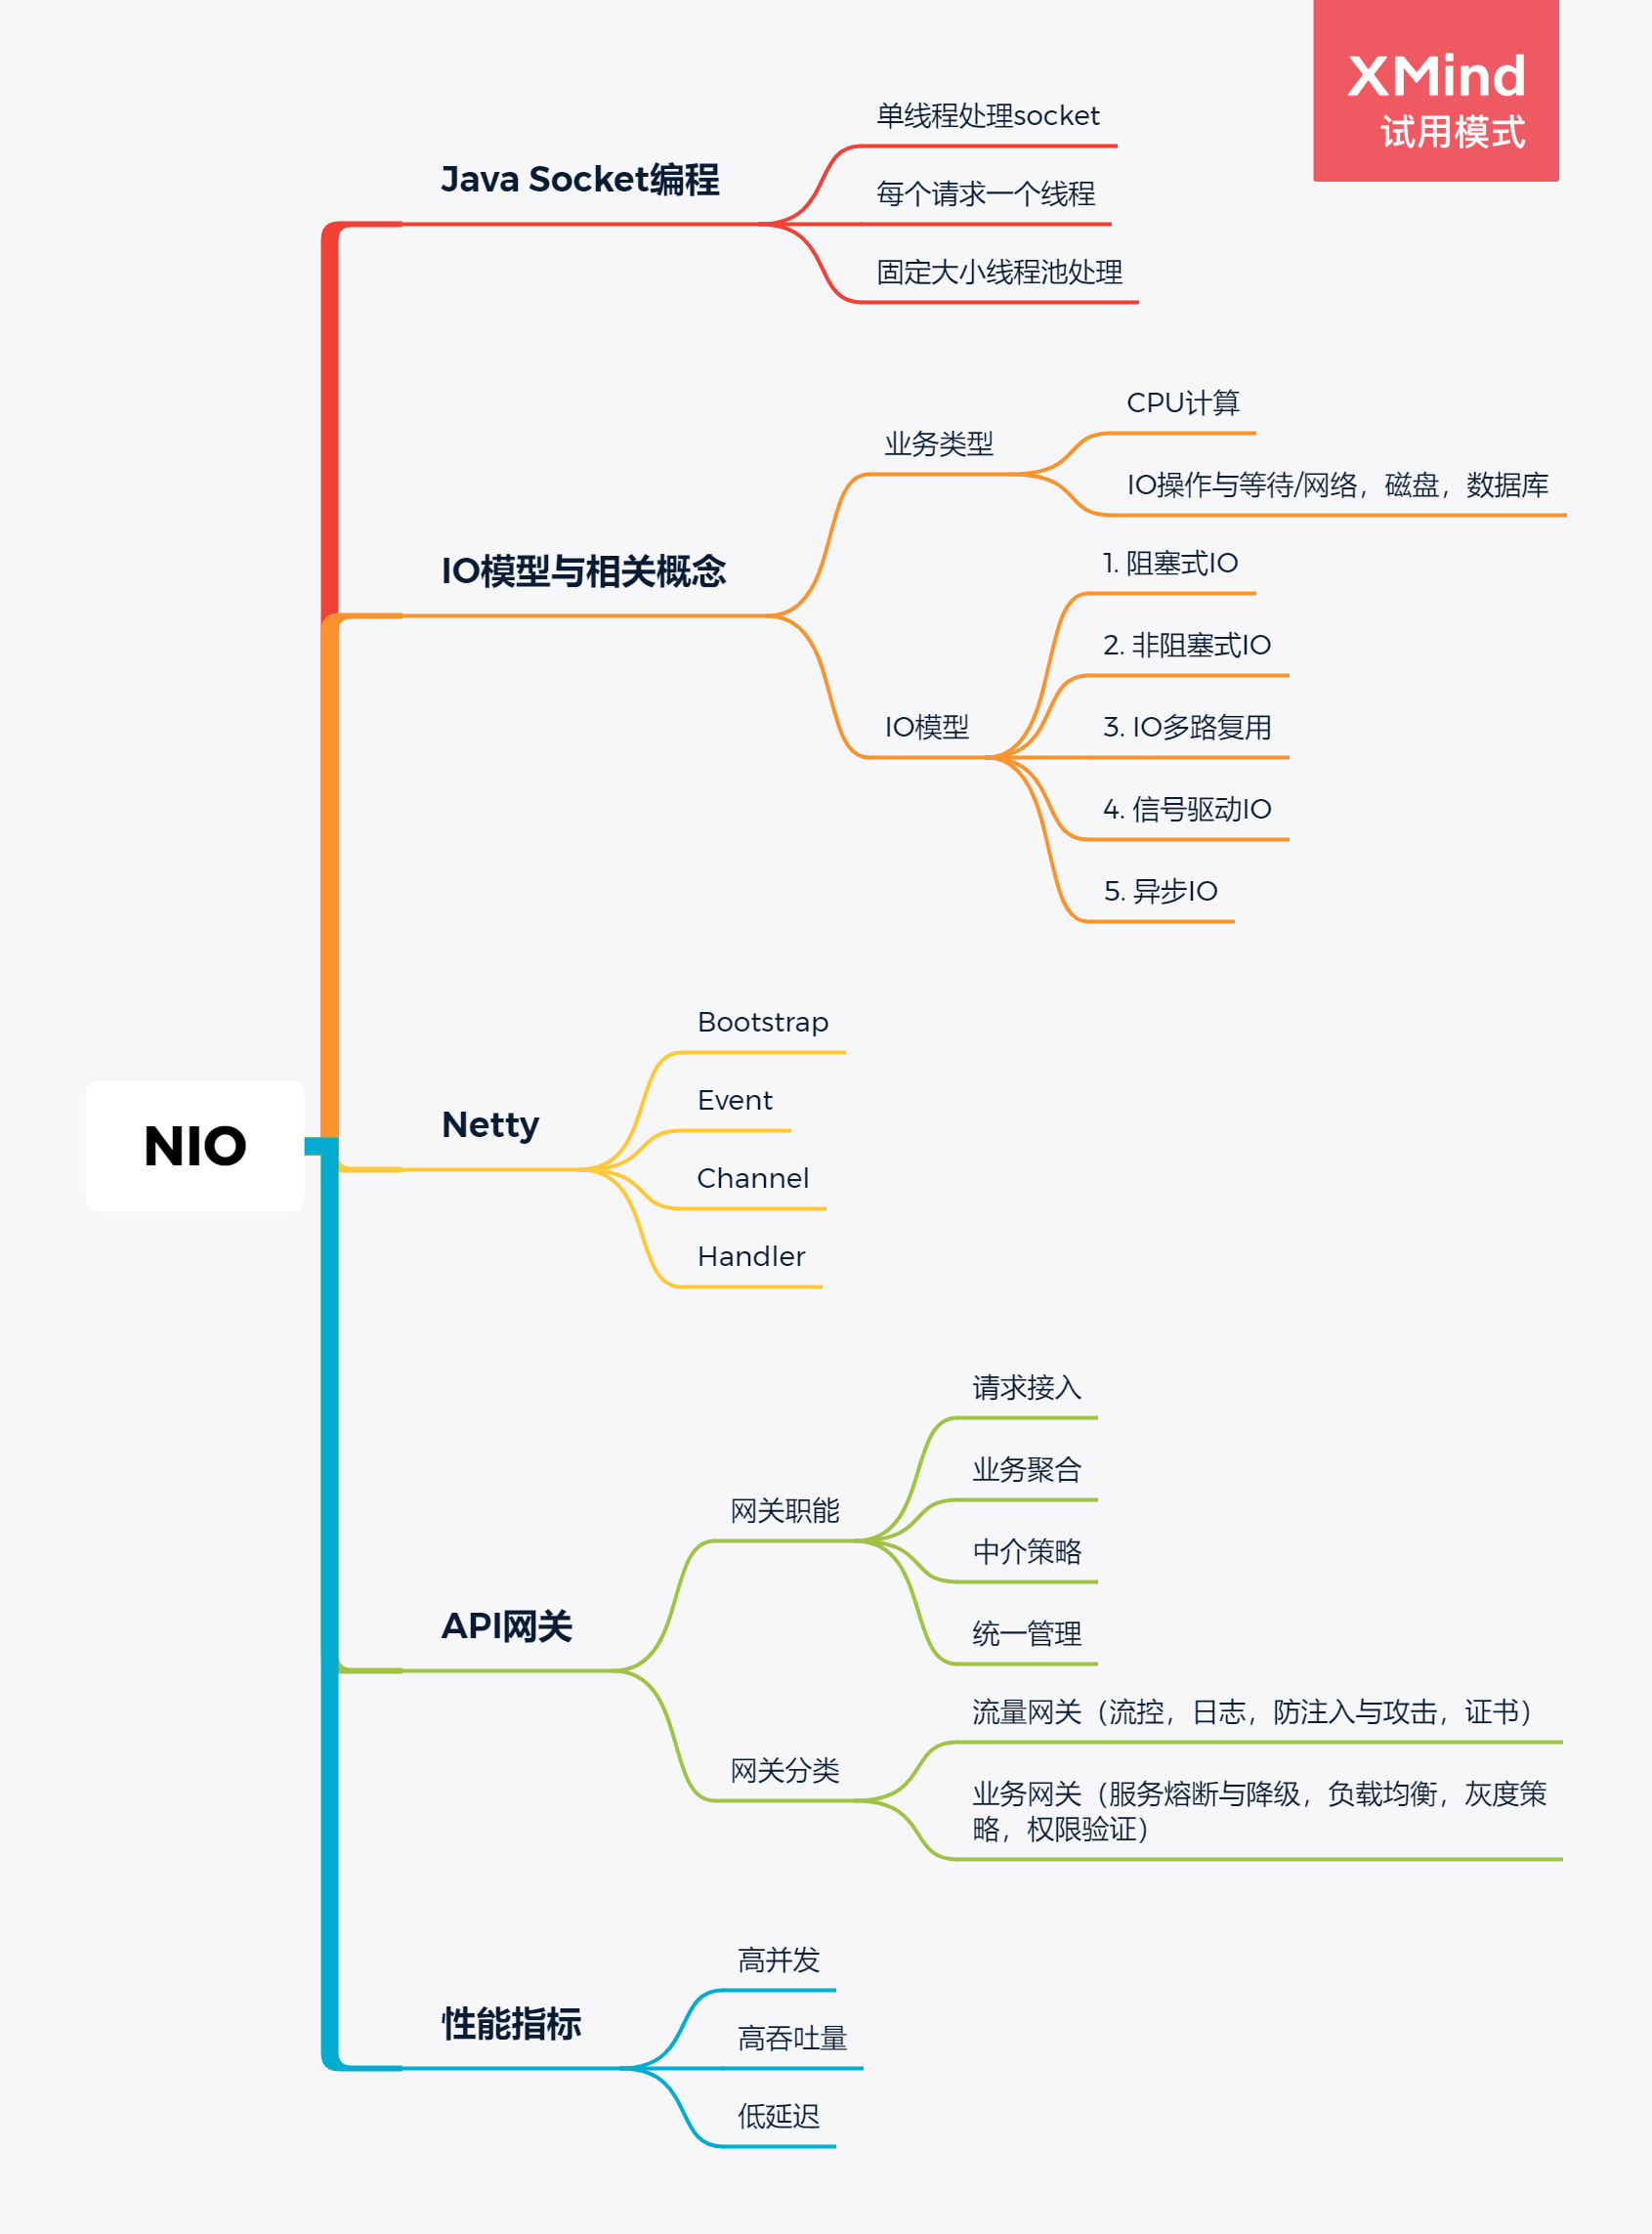 XMind
试用模式
NIO
Java Socket编程
单线程处理socket
每个请求一个线程
固定大小线程池处理
IO模型与相关概念
业务类型
CPU计算
IO操作与等待/网络，磁盘，数据库
IO模型
1. 阻塞式IO
2. 非阻塞式IO
3. IO多路复用
4. 信号驱动IO
5. 异步IO
Netty
Bootstrap
Event
Channel
Handler
API网关
网关职能
请求接入
业务聚合
中介策略
统一管理
网关分类
流量网关（流控，日志，防注入与攻击，证书）
业务网关（服务熔断与降级，负载均衡，灰度策
略，权限验证）
性能指标
高并发
高吞吐量
低延迟